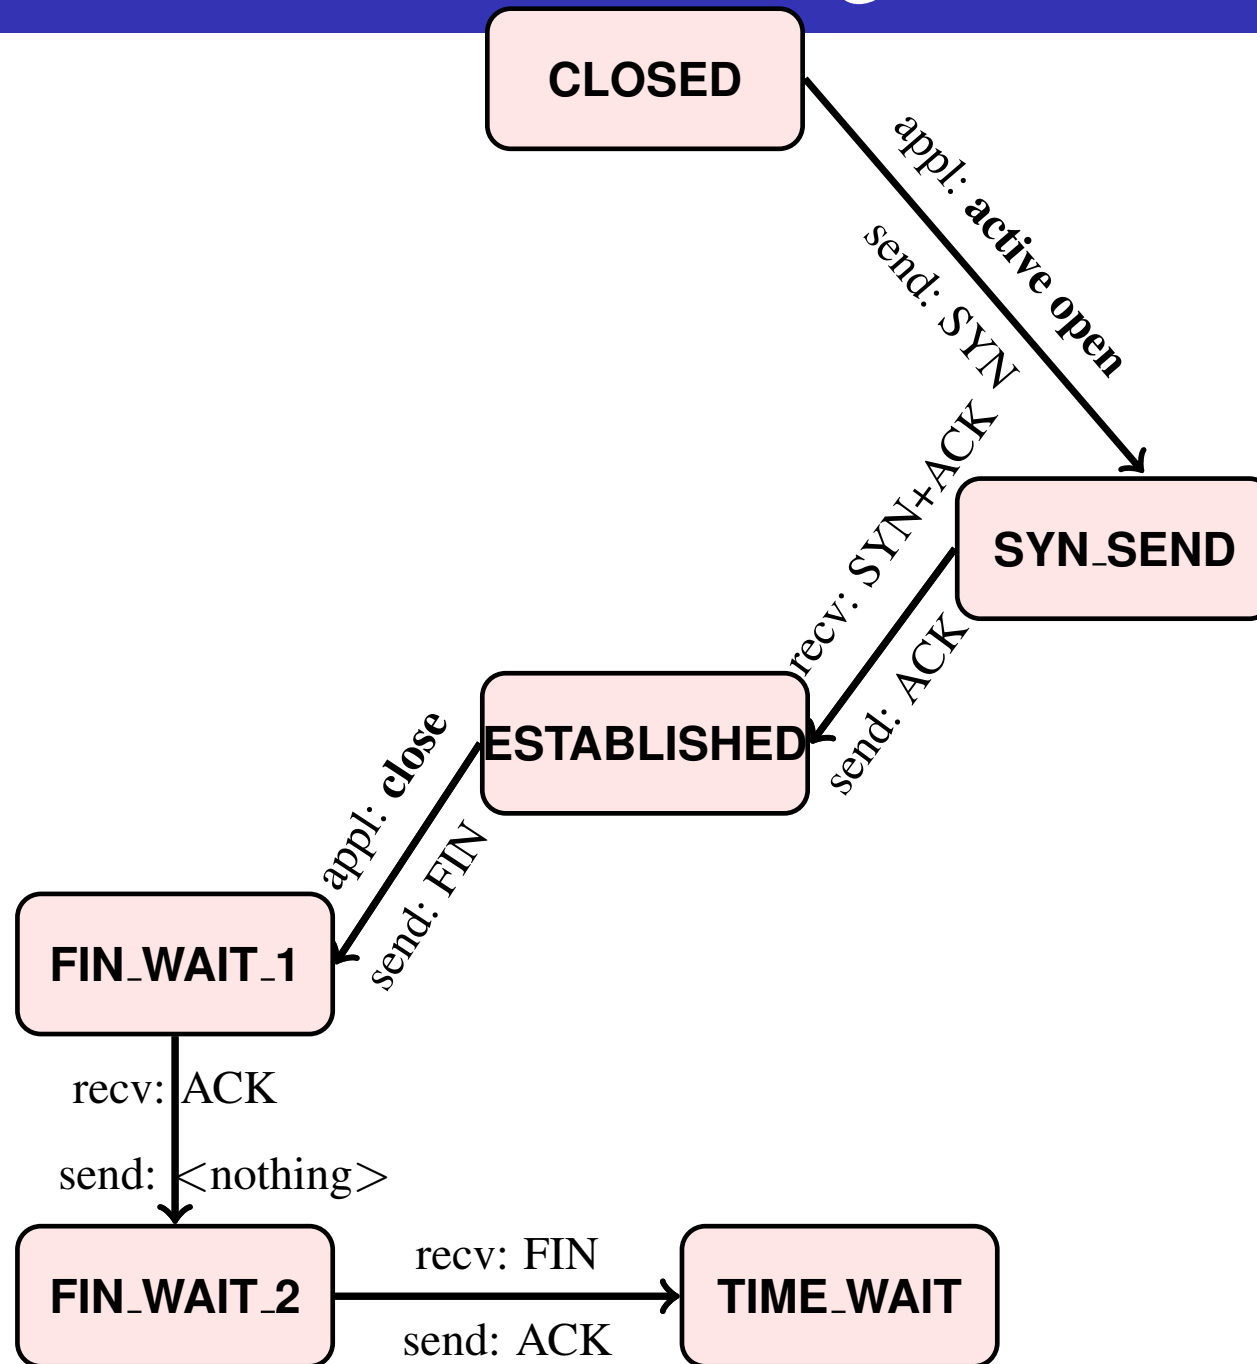 CLOSED
appl: active open
send: SYN
recv: SYN+ACK
SYN_SEND
send: ACK
ESTABLISHED
appl: close
send: FIN
FIN_WAIT_1
recv: ACK
send: <nothing>
FIN_WAIT_2
recv: FIN
send: ACK
TIME_WAIT